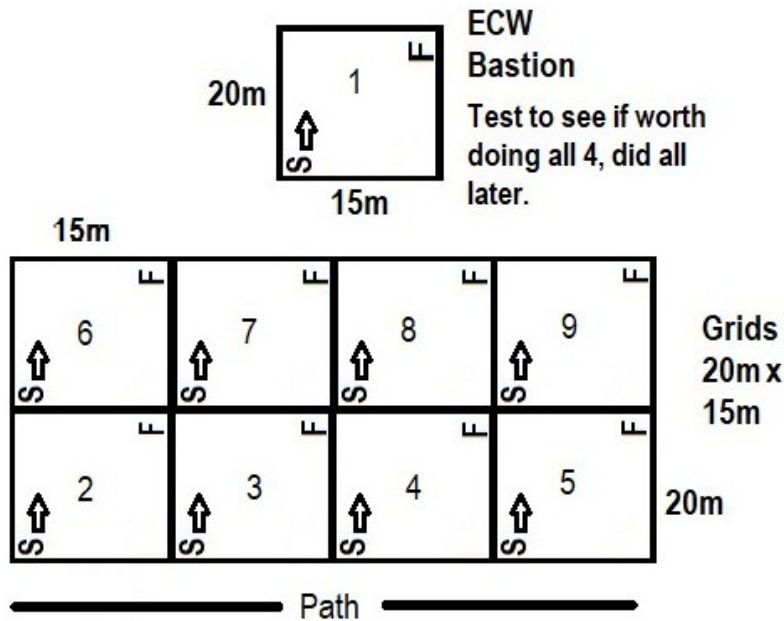 ECW
Bastion
F
1
20m
Test to see if worth
doing all 4, did all
later.
S
15m
15m
F
F
F
F
6
7
8
9
Grids
20m x
15m
S
S
S
S
F
F
F
F
2
3
4
5
20m
S
S
S
S
Path